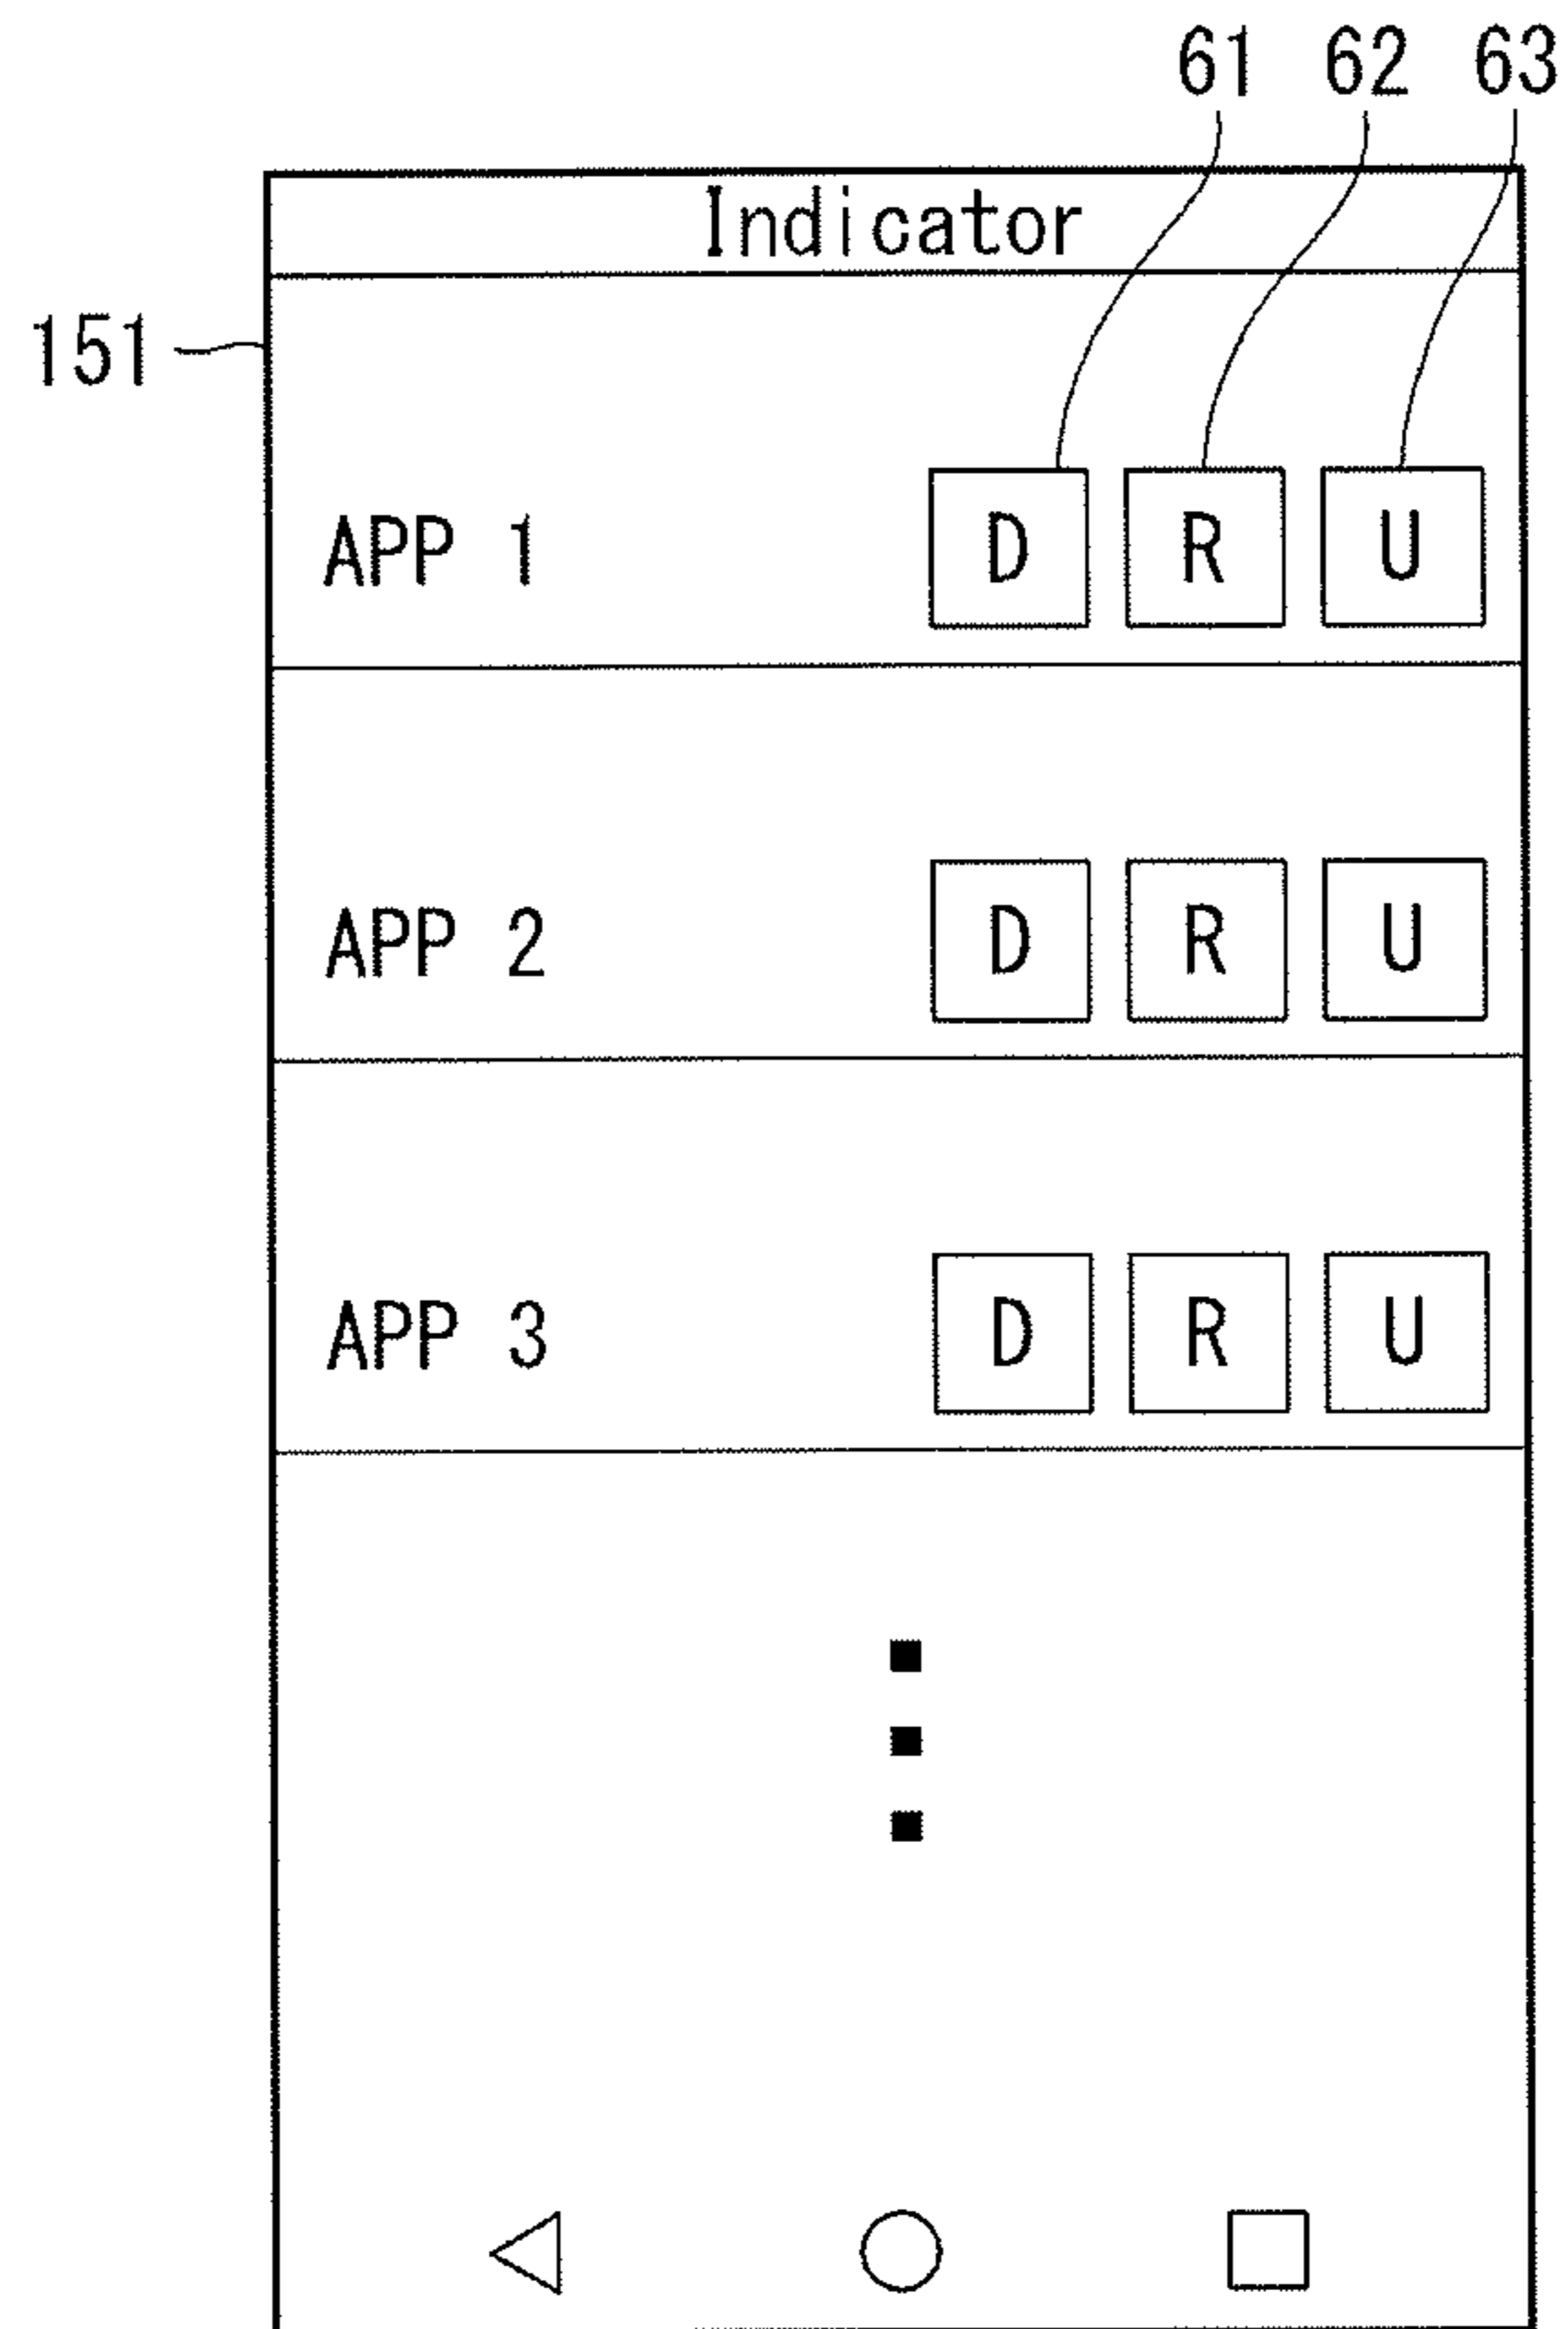 61 62 63
Indicator
151
APP 1 D R U
APP 2 D R U
APP 3 D R U